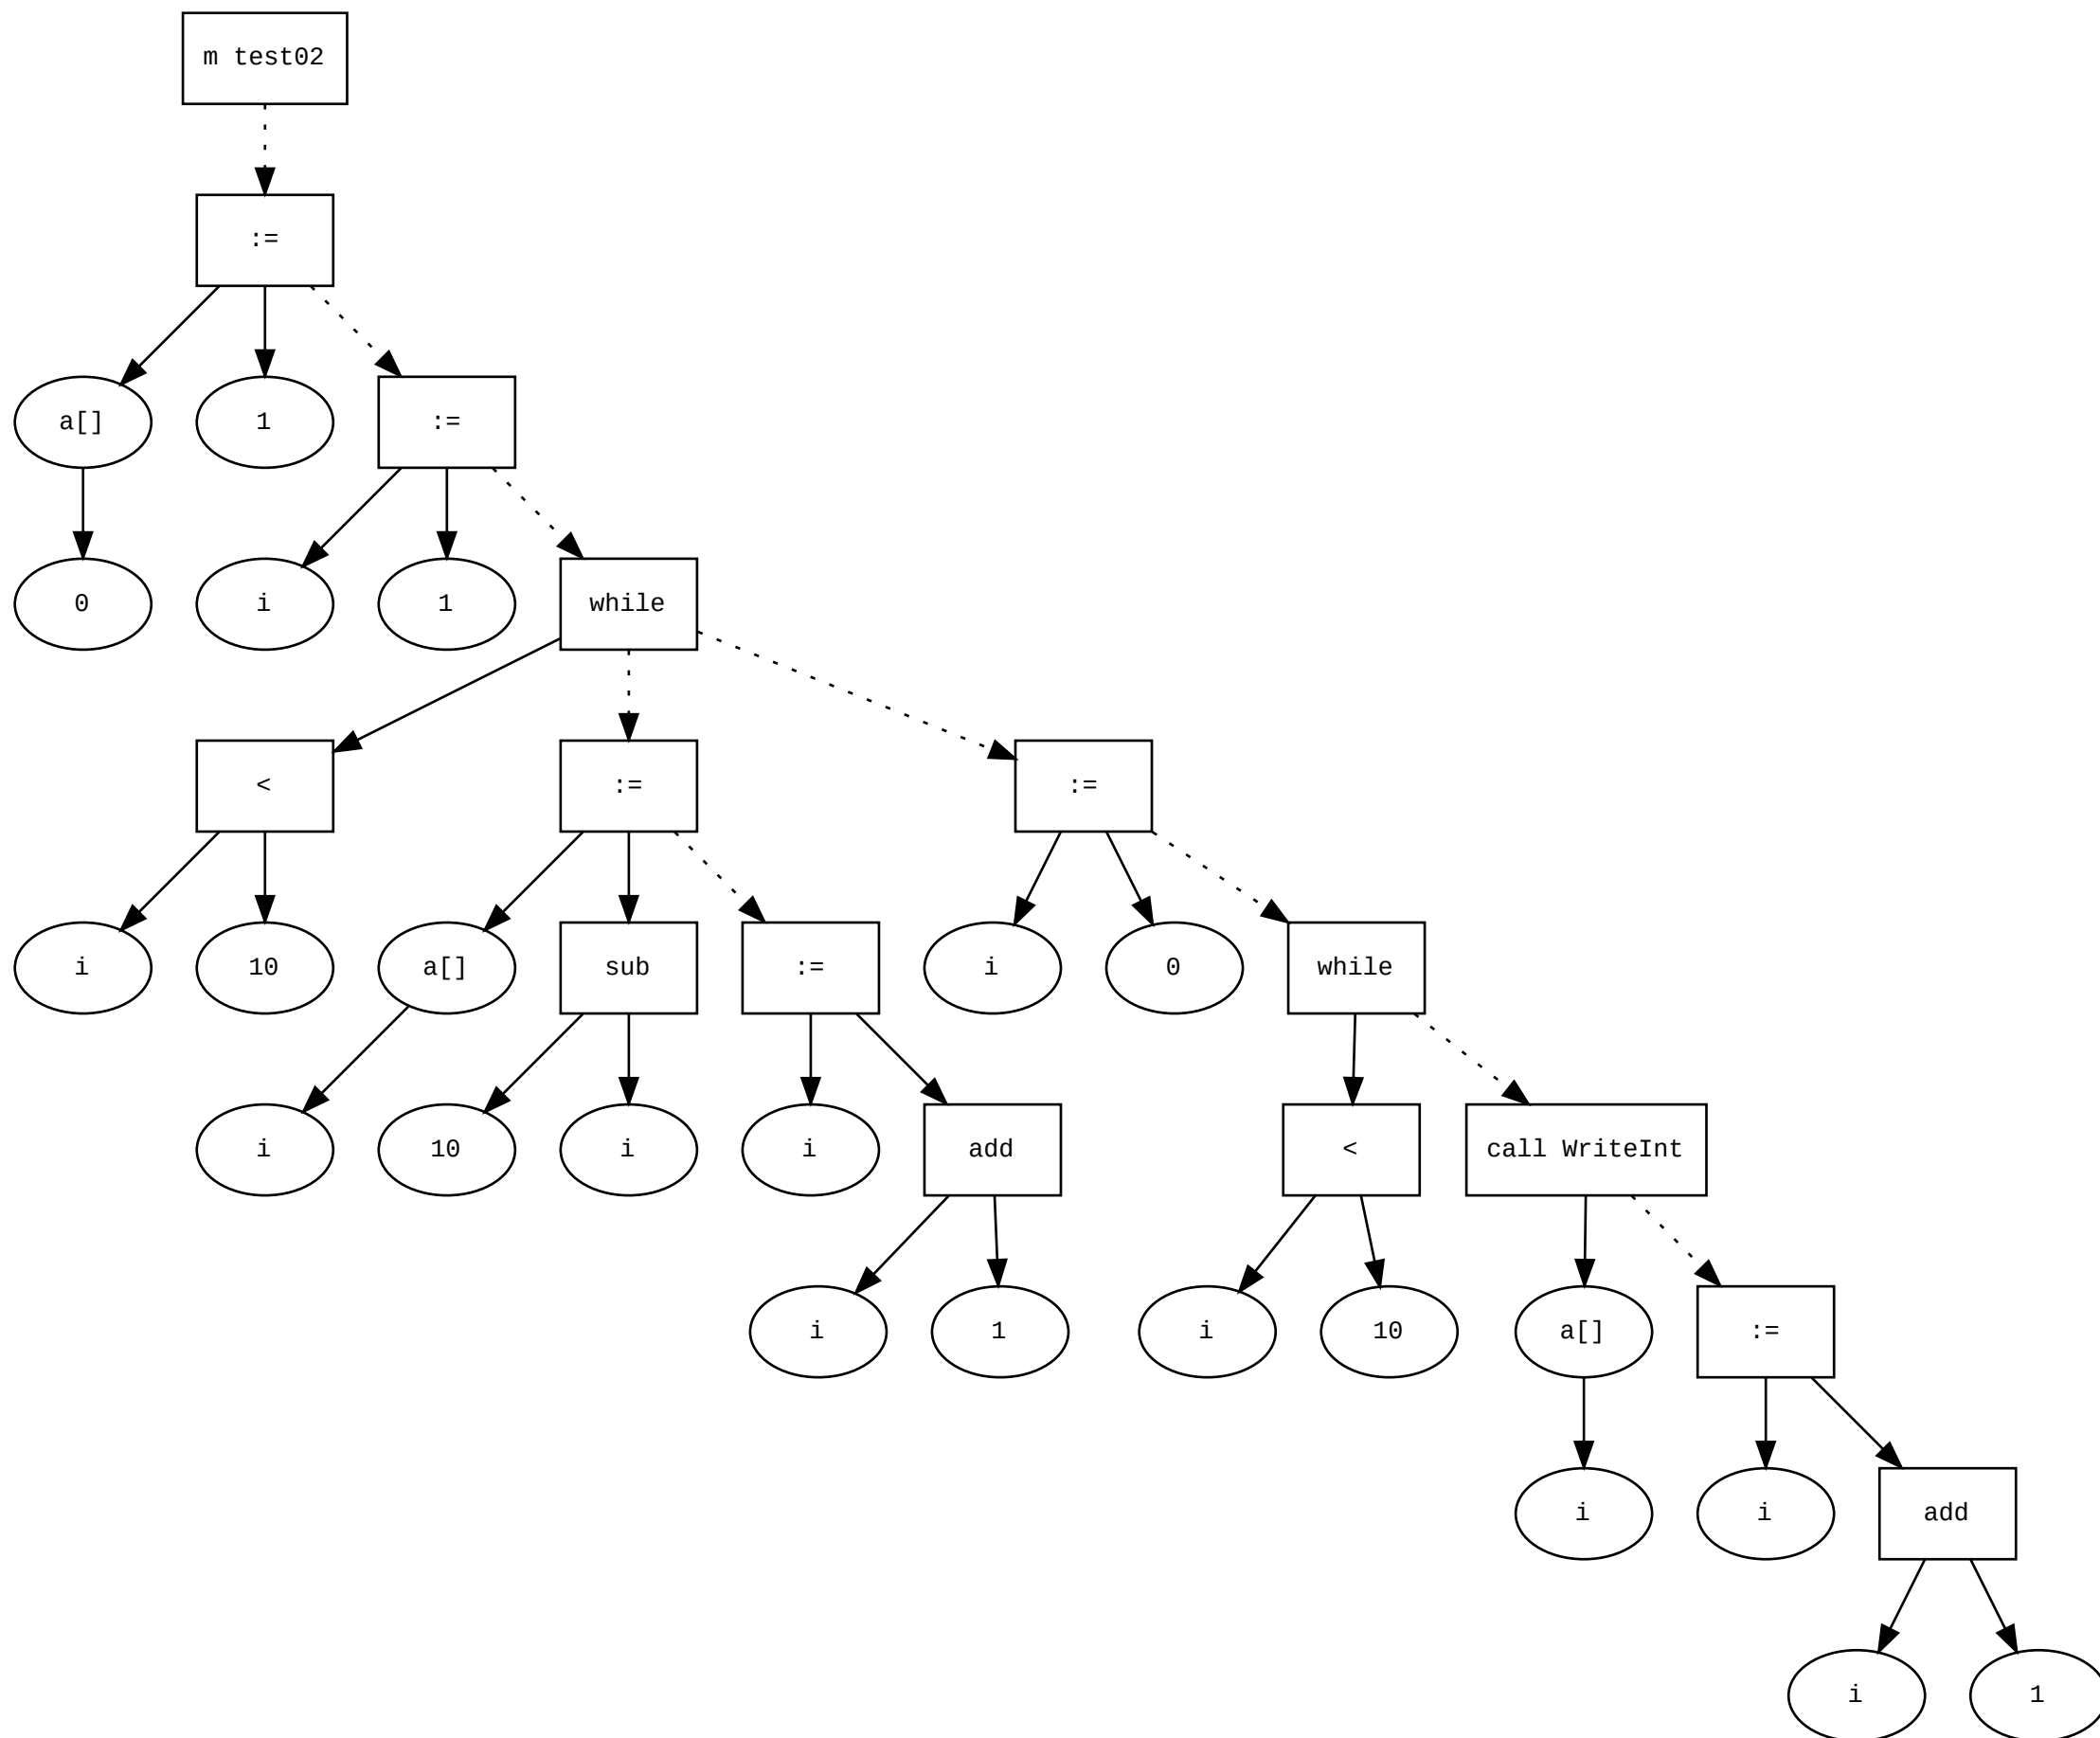 m test02
:=
a[] 1 :=
0 i 1 while
< := :=
i 10 a[] sub := i 0 while
i 10 i i add < call WriteInt
i 1 i 10 a[] :=
i i add
i 1